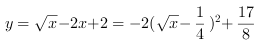 y = √x−2x+2 = −2(√x− 1/4 )²+ 17/8